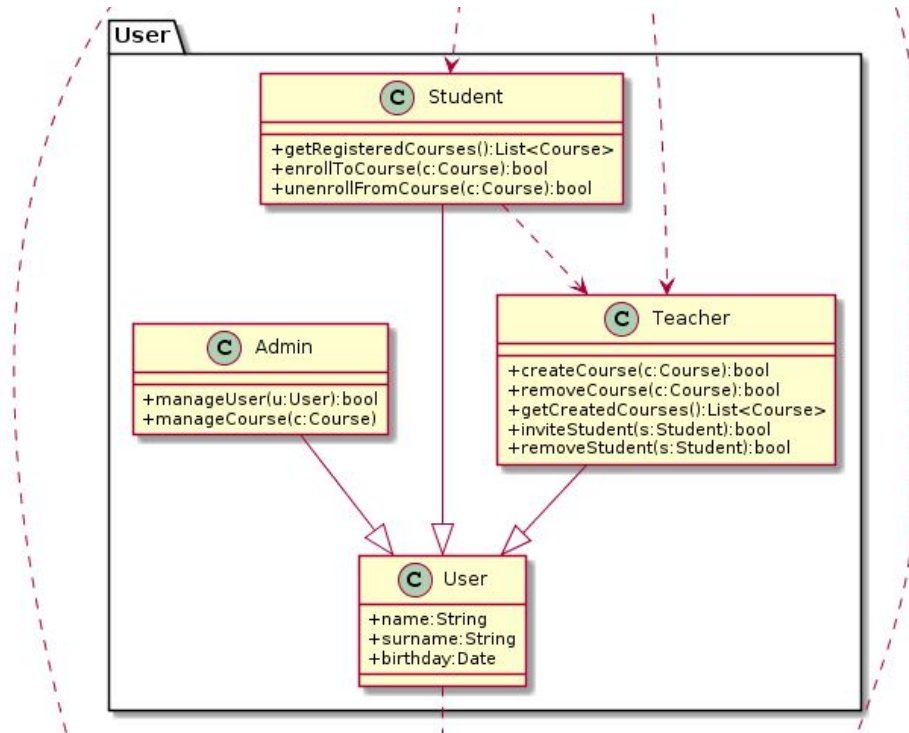 User
C Student
+getRegisteredCourses():List<Course>
+enrollToCourse(c:Course):bool
+unenrollFromCourse(c:Course):bool
C Admin
+manageUser(u:User):bool
+manageCourse(c:Course)
C Teacher
+createCourse(c:Course):bool
+removeCourse(c:Course):bool
+getCreatedCourses():List<Course>
+inviteStudent(s:Student):bool
+removeStudent(s:Student):bool
C User
+name:String
+surname:String
+birthday:Date